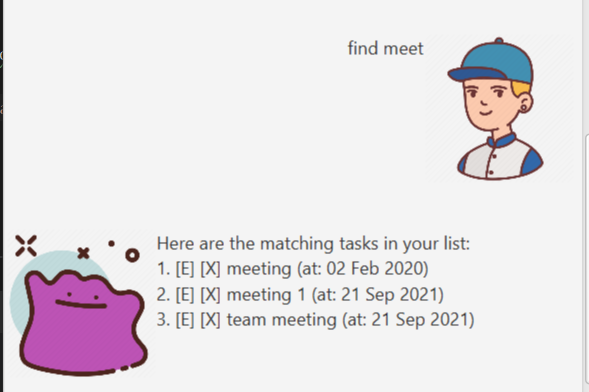 find meet
Here are the matching tasks in your list:
1. [E] [X] meeting (at: 02 Feb 2020)
2. [E] [X] meeting 1 (at: 21 Sep 2021)
3. [E] [X] team meeting (at: 21 Sep 2021)